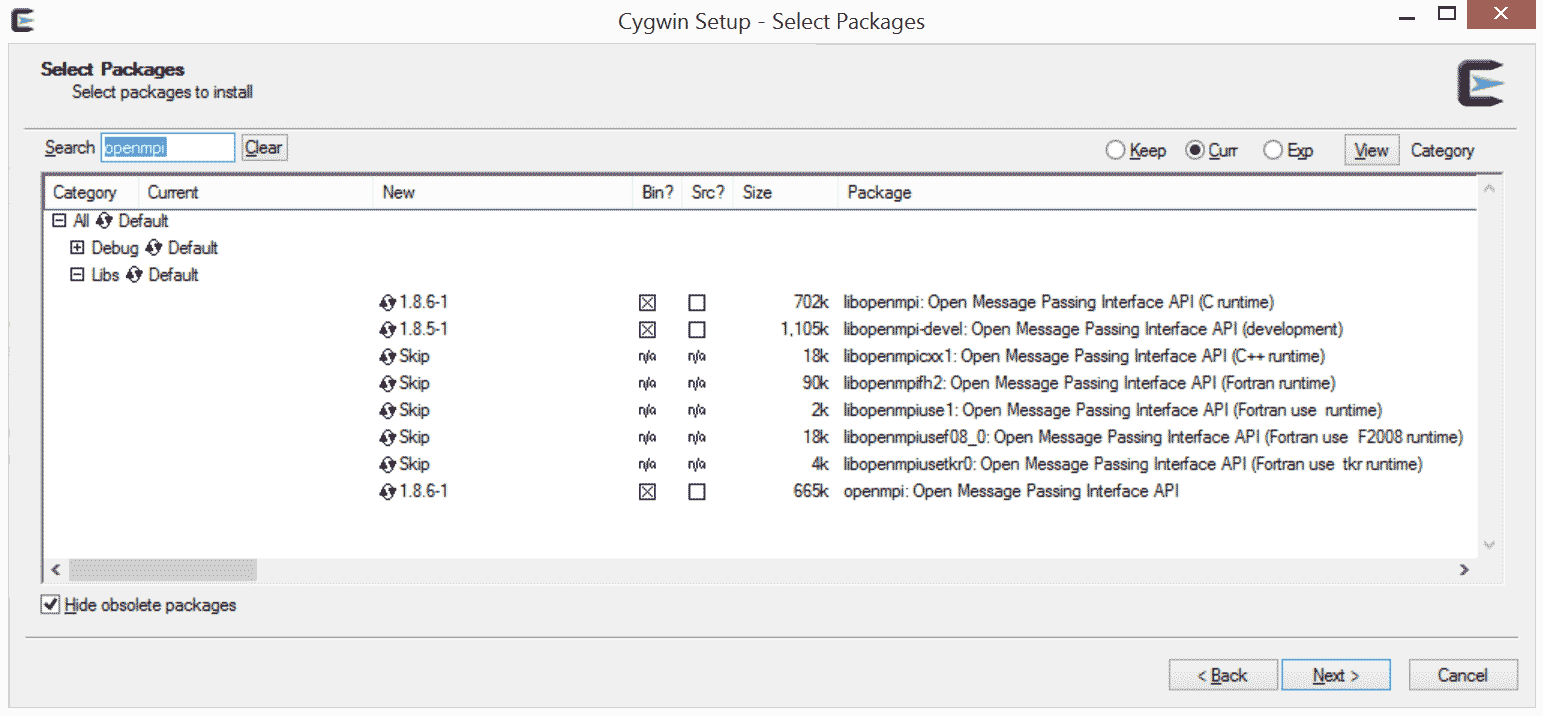 Cygwin Setup - Select Packages
Select Packages
Select packages to install
Search openmpi Clear Keep Curr Exp View Category
Category Current New Bin? Src? Size Package
All Default
Debug Default
Libs Default
1.8.6-1 702k libopenmpi: Open Message Passing Interface API (C runtime)
1.8.5-1 1,105k libopenmpi-devel: Open Message Passing Interface API (development)
Skip n/a n/a 18k libopenmpicxx1: Open Message Passing Interface API (C++ runtime)
Skip n/a n/a 90k libopenmpifh2: Open Message Passing Interface API (Fortran runtime)
Skip n/a n/a 2k libopenmpiuse1: Open Message Passing Interface API (Fortran use runtime)
Skip n/a n/a 18k libopenmpiusef08_0: Open Message Passing Interface API (Fortran use F2008 runtime)
Skip n/a n/a 4k libopenmpiusetkr0: Open Message Passing Interface API (Fortran use tkr runtime)
1.8.6-1 665k openmpi: Open Message Passing Interface API
Hide obsolete packages
< Back Next > Cancel